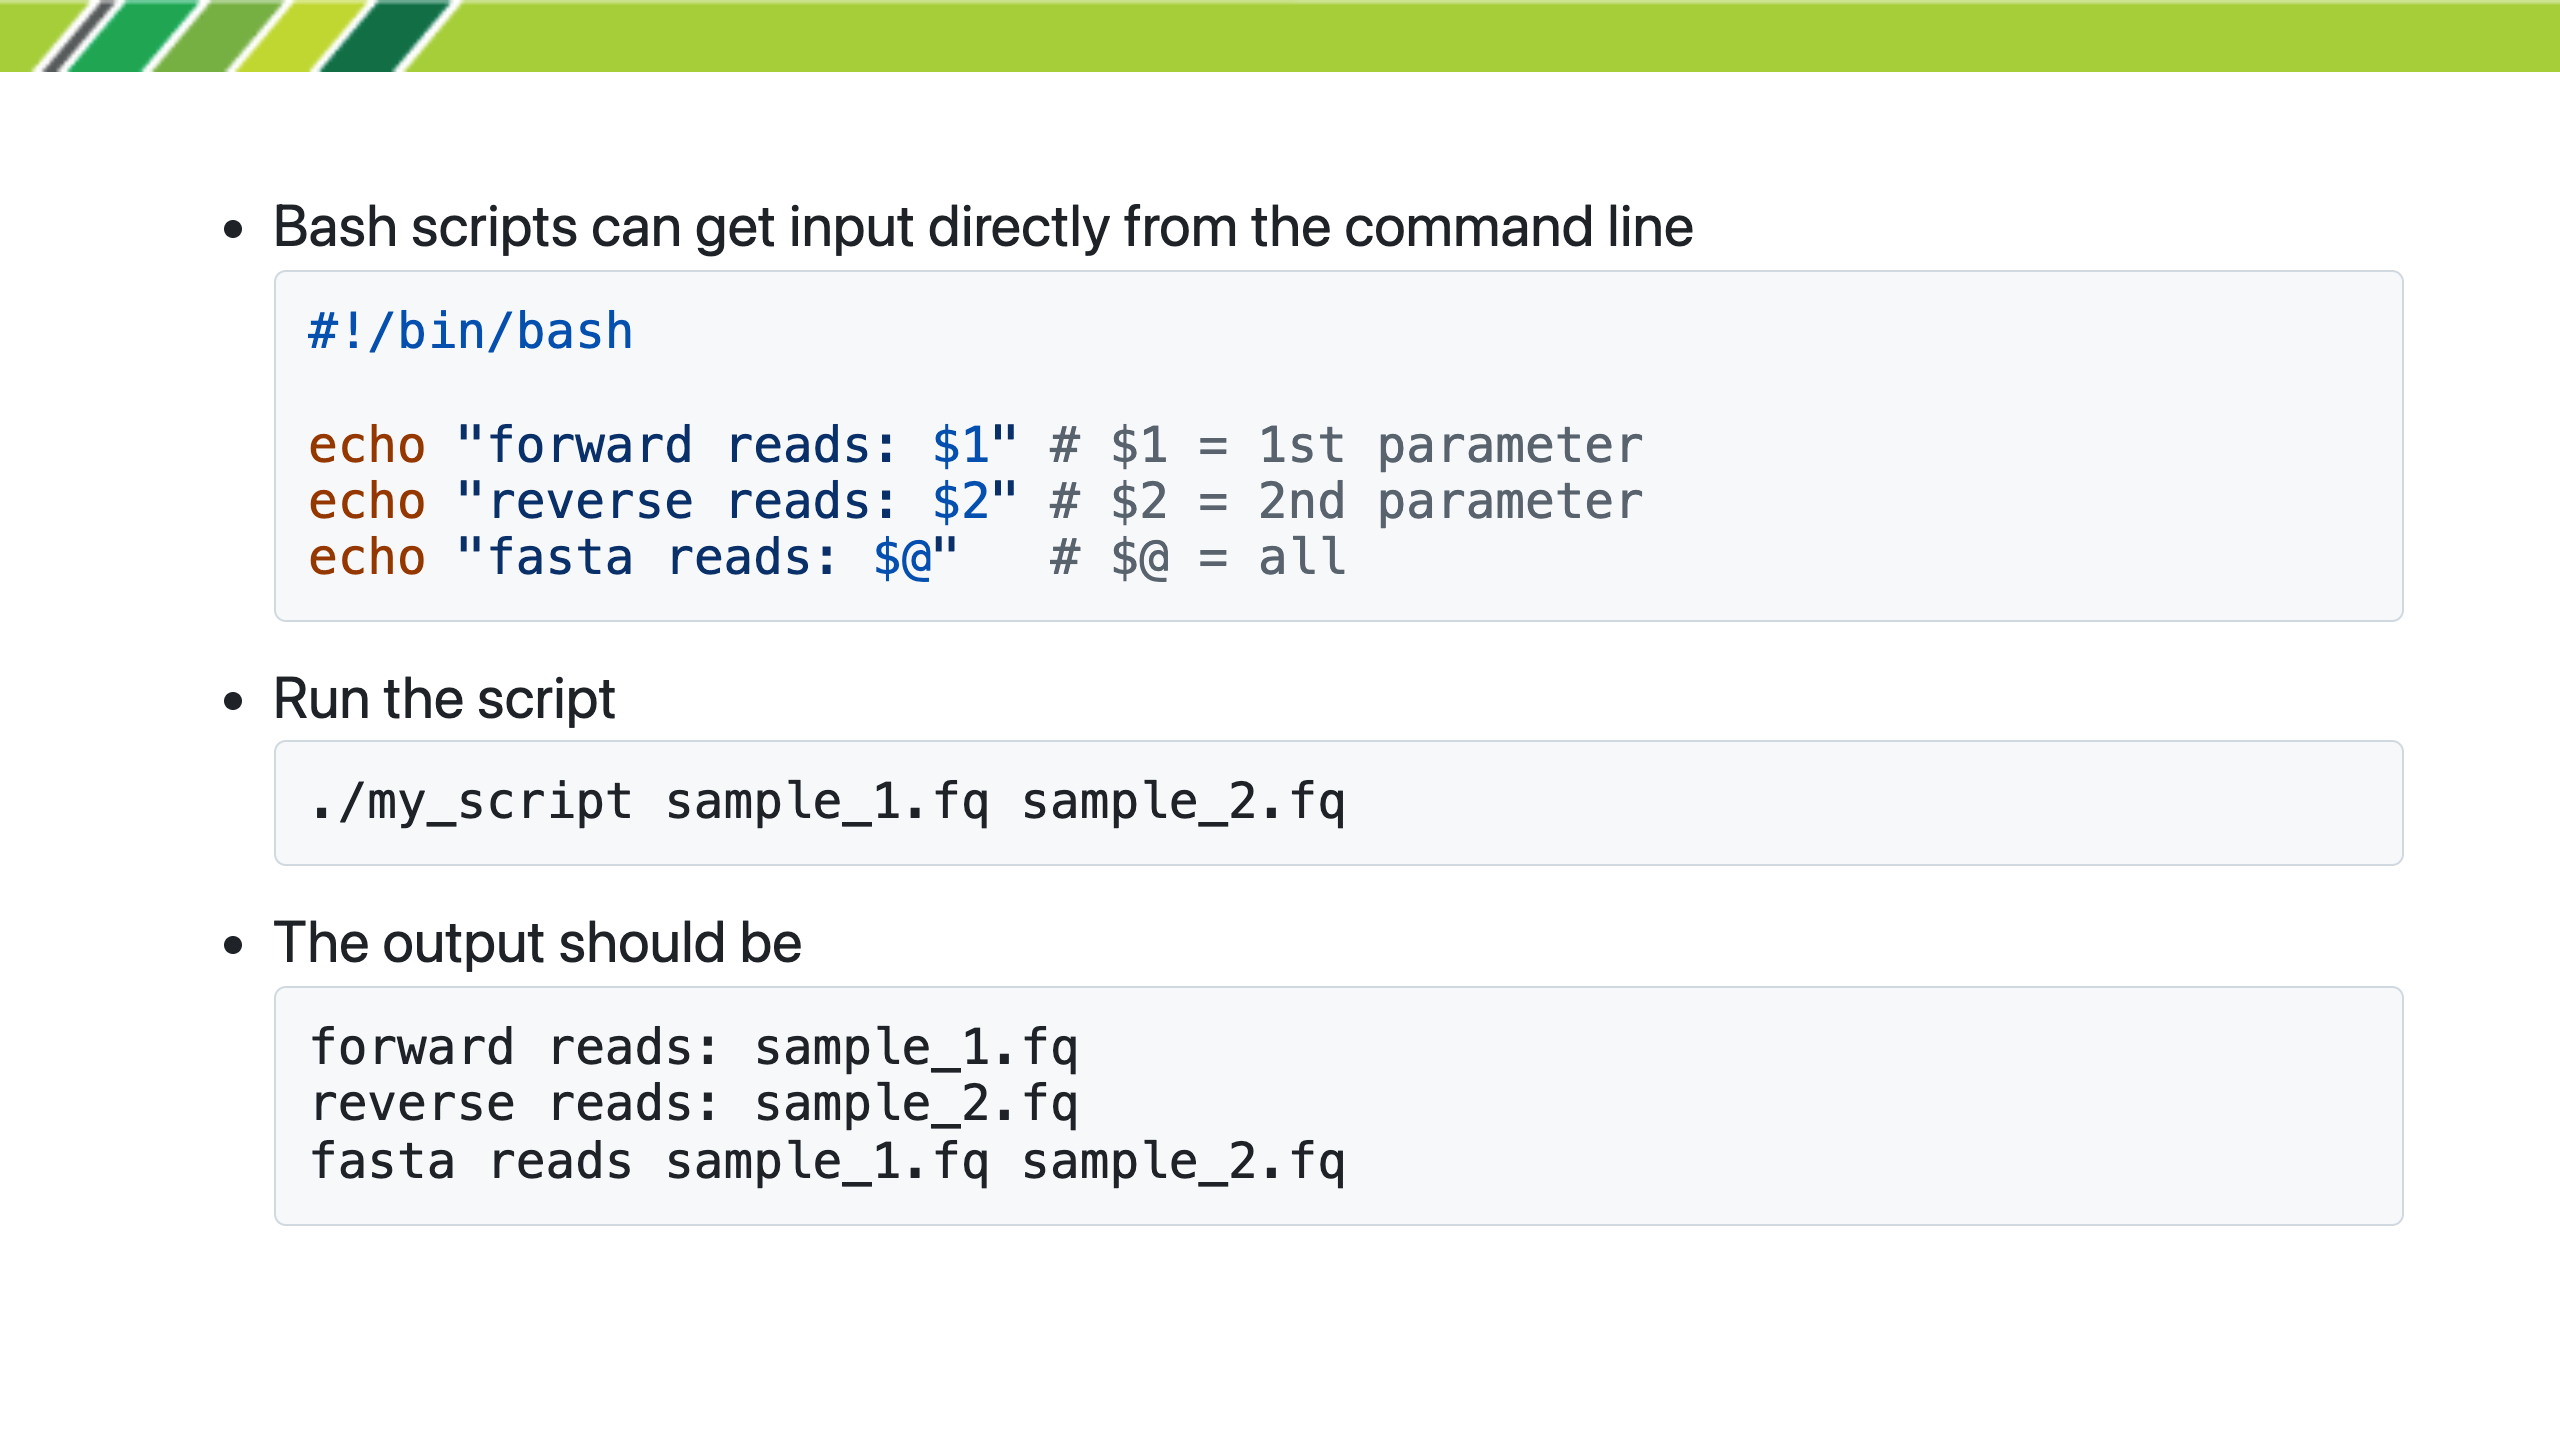 • Bash scripts can get input directly from the command line
#!/bin/bash
echo "forward reads: $1" # $1 = 1st parameter
echo "reverse reads: $2" # $2 = 2nd parameter
echo "fasta reads: $@"   # $@ = all
• Run the script
./my_script sample_1.fq sample_2.fq
• The output should be
forward reads: sample_1.fq
reverse reads: sample_2.fq
fasta reads sample_1.fq sample_2.fq